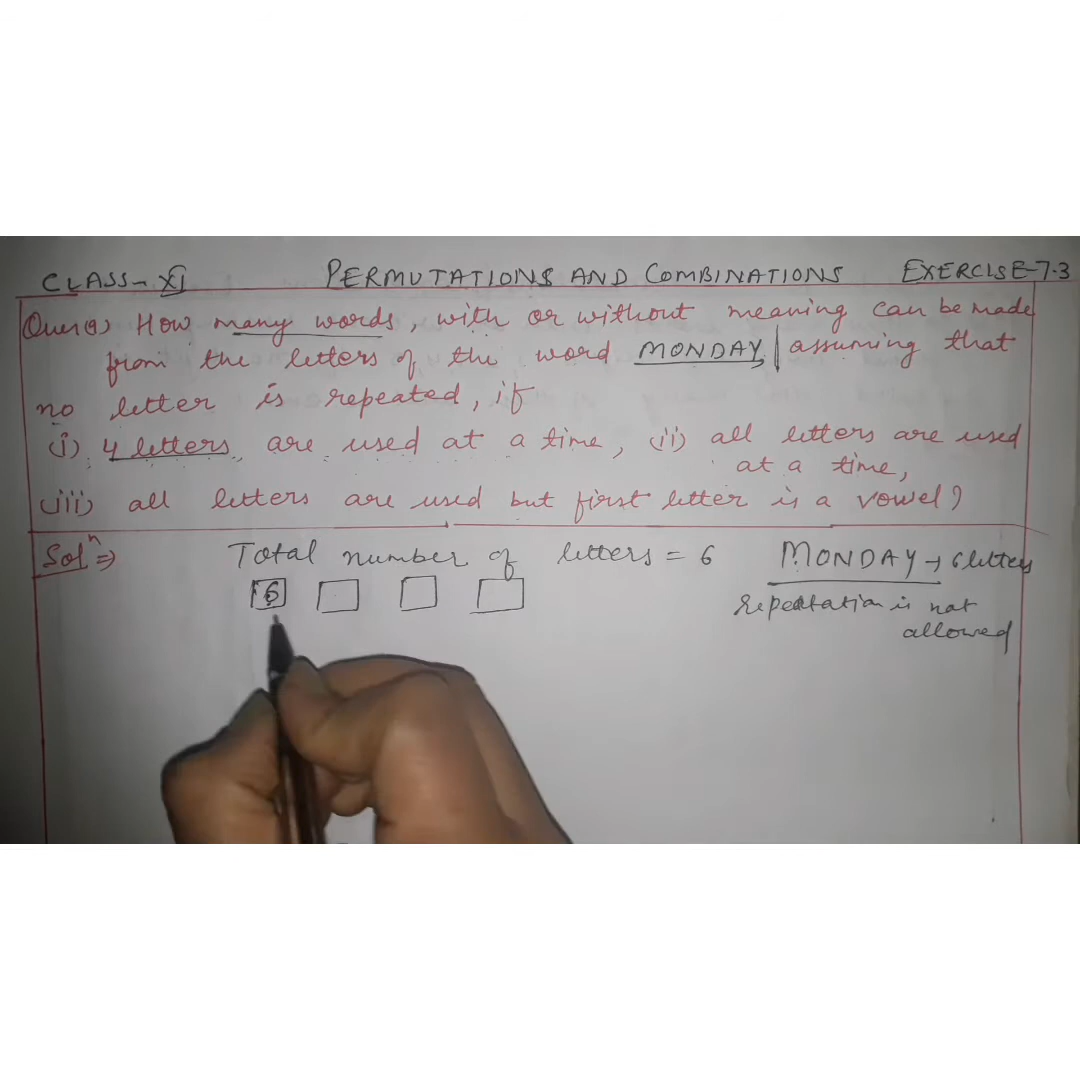 CLASS- XI PERMUTATIONS AND COMBINATIONS EXERCISE-7.3
Ques(9) How many words, with or without meaning can be made
from the letters of the word MONDAY, assuming that
no letter is repeated, if
(i) 4 letters are used at a time, (ii) all letters are used
at a time,
(iii) all letters are used but first letter is a vowel?
Solⁿ ⇒ Total number of letters = 6 MONDAY → 6 letters
6
repeatation is not
allowed